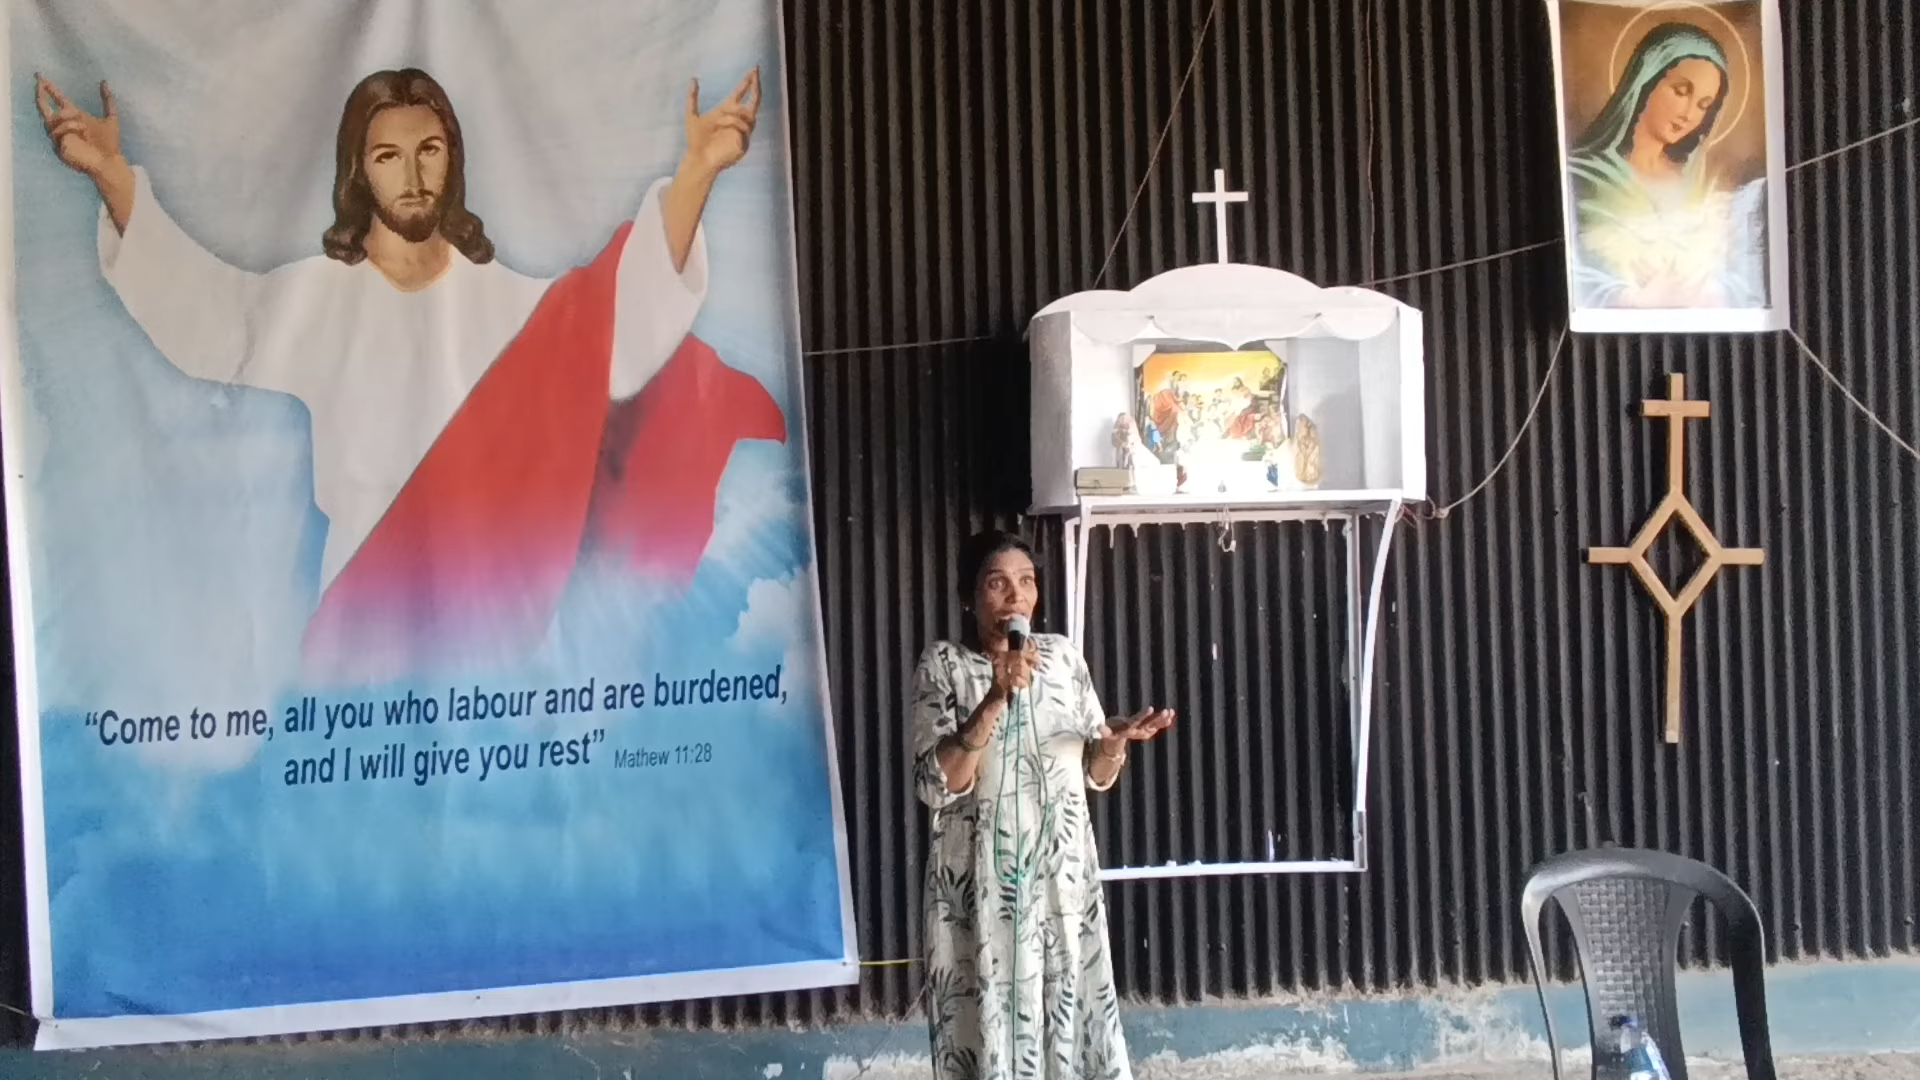 “Come to me, all you who labour and are burdened,
and I will give you rest” Mathew 11:28